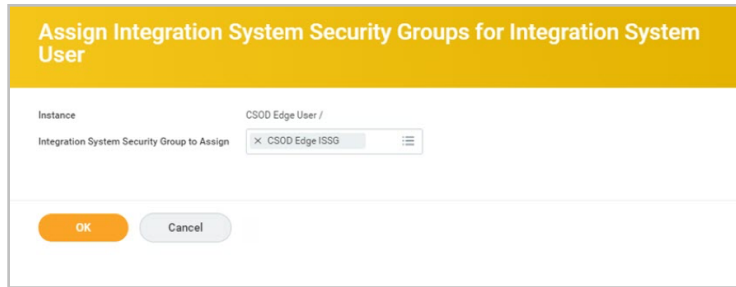 Assign Integration System Security Groups for Integration System
User
Instance CSOD Edge User /
Integration System Security Group to Assign × CSOD Edge ISSG
OK Cancel